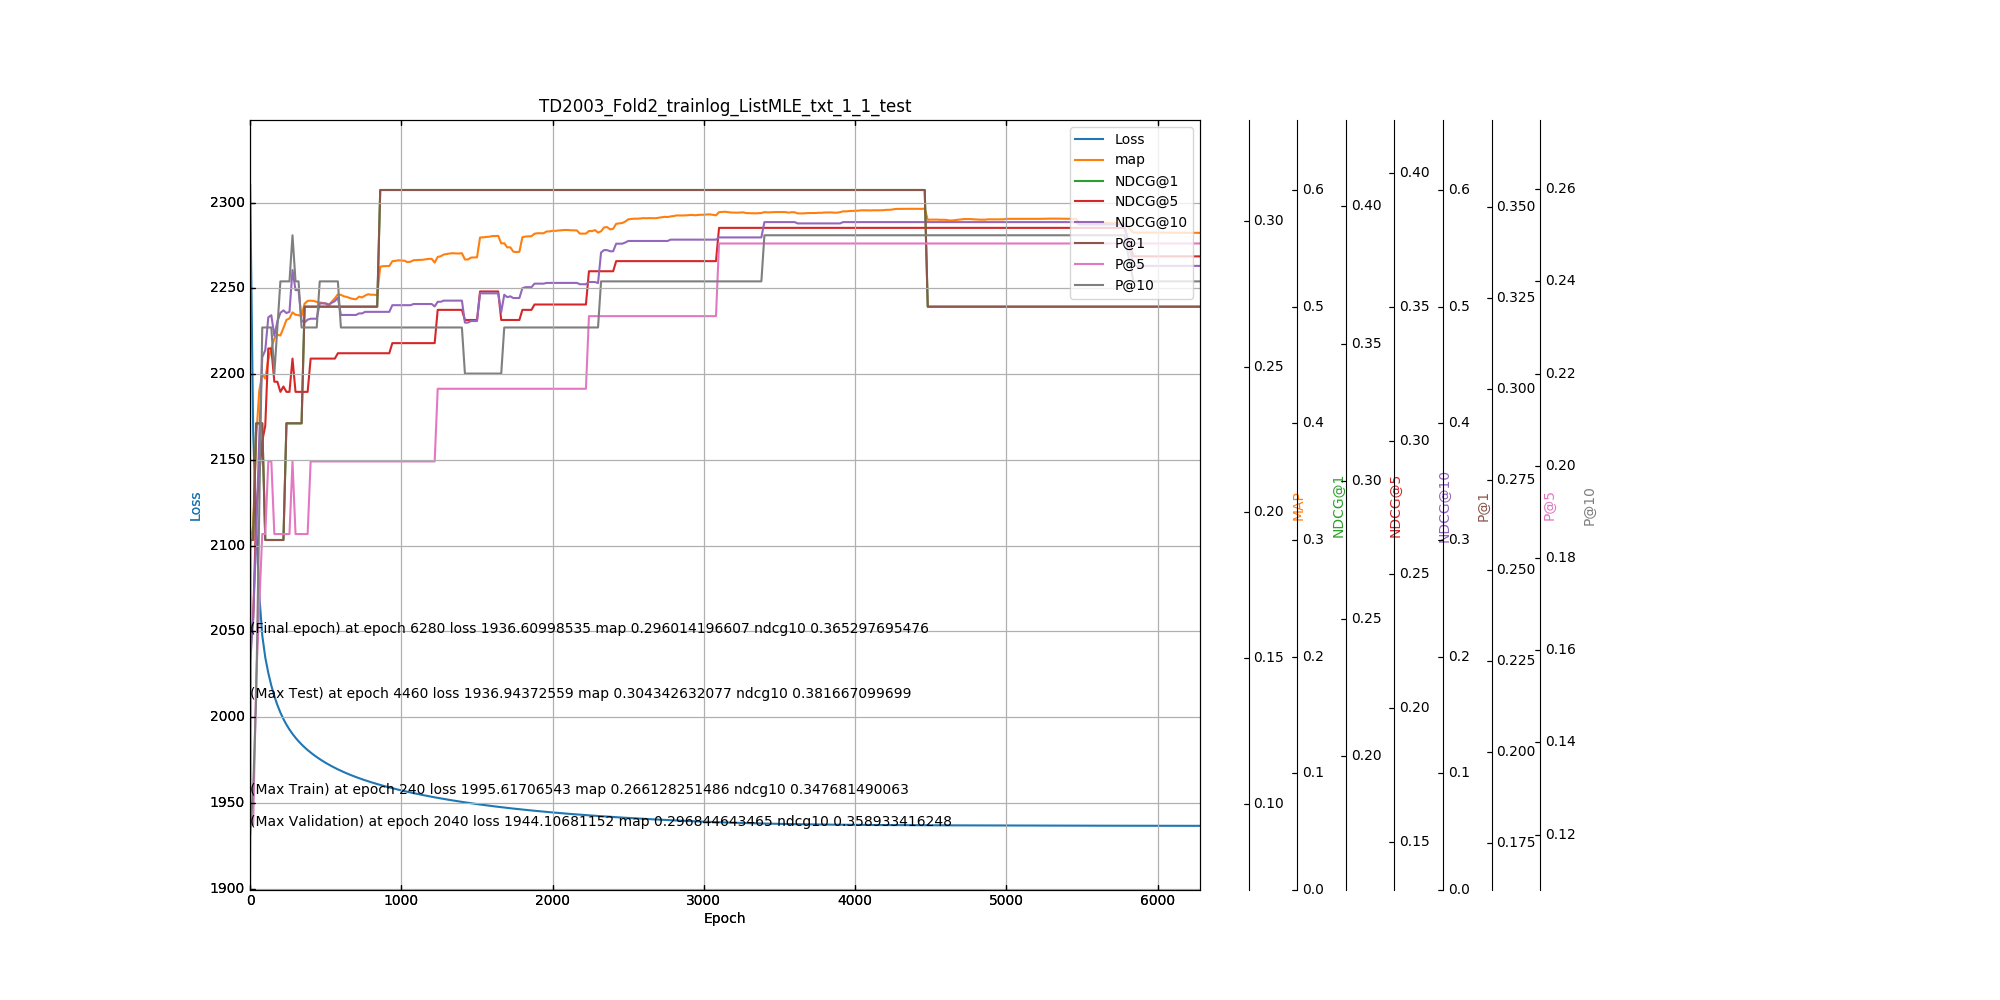 TD2003_Fold2_trainlog_ListMLE_txt_1_1_test
Loss
map
NDCG@1
NDCG@5
NDCG@10
P@1
P@5
P@10
2300
2250
2200
2150
2100
2050
2000
1950
1900
Loss
(Final epoch) at epoch 6280 loss 1936.60998535 map 0.296014196607 ndcg10 0.365297695476
(Max Test) at epoch 4460 loss 1936.94372559 map 0.304342632077 ndcg10 0.381667099699
(Max Train) at epoch 240 loss 1995.61706543 map 0.266128251486 ndcg10 0.347681490063
(Max Validation) at epoch 2040 loss 1944.10681152 map 0.296844643465 ndcg10 0.358933416248
0 1000 2000 3000 4000 5000 6000
Epoch
0.30
0.25
0.20
0.15
0.10
MAP
0.6
0.5
0.4
0.3
0.2
0.1
0.0
NDCG@1
0.40
0.35
0.30
0.25
0.20
NDCG@5
0.40
0.35
0.30
0.25
0.20
0.15
NDCG@10
0.6
0.5
0.4
0.3
0.2
0.1
0.0
P@1
0.350
0.325
0.300
0.275
0.250
0.225
0.200
0.175
P@5
0.26
0.24
0.22
0.20
0.18
0.16
0.14
0.12
P@10